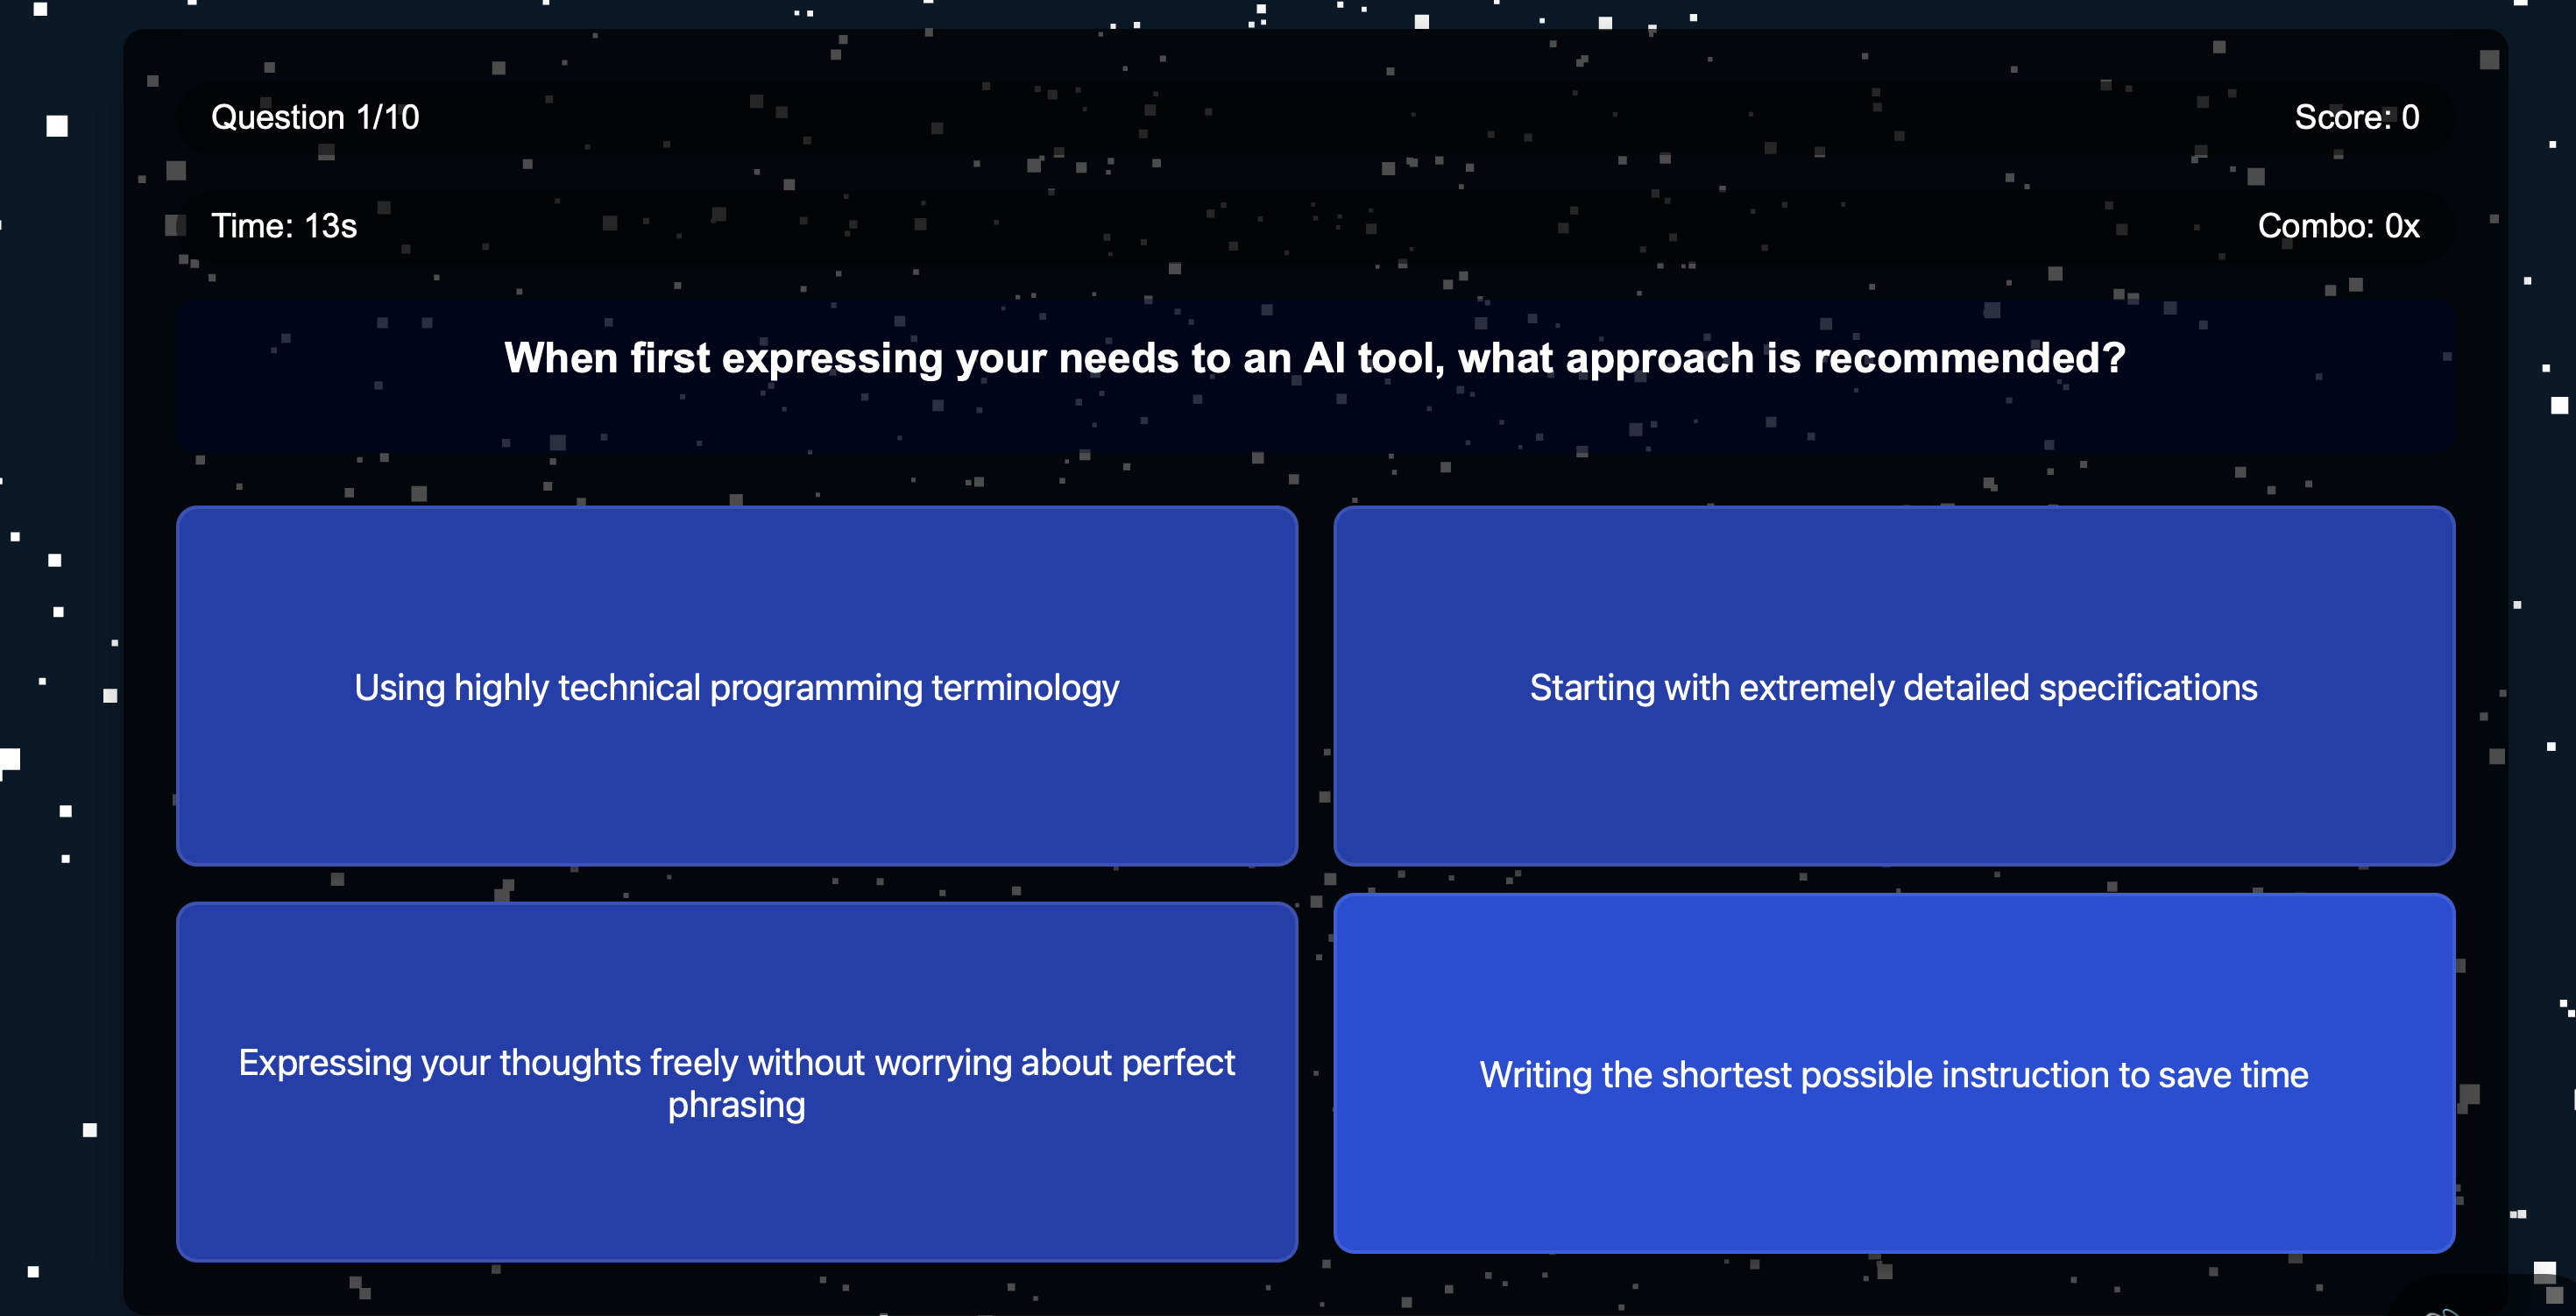 Question 1/10
Score: 0
Time: 13s
Combo: 0x
When first expressing your needs to an AI tool, what approach is recommended?
Using highly technical programming terminology
Starting with extremely detailed specifications
Expressing your thoughts freely without worrying about perfect
phrasing
Writing the shortest possible instruction to save time